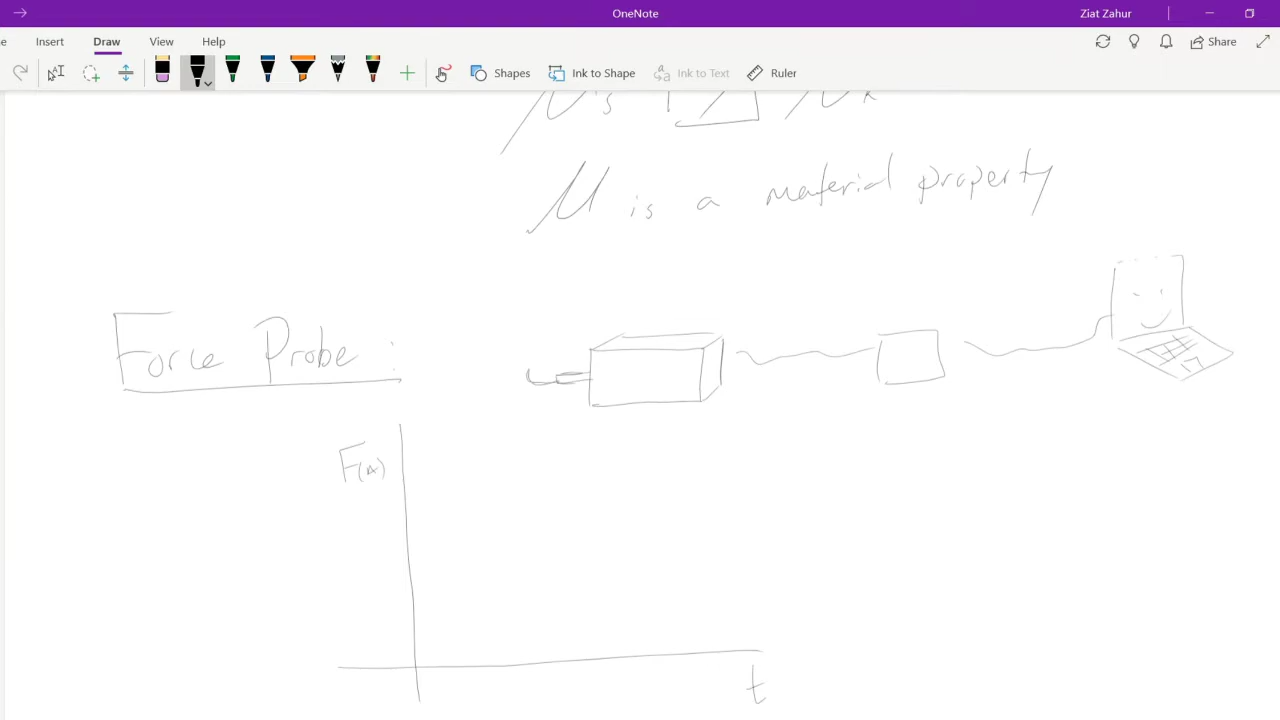 OneNote
Ziat Zahur
Insert Draw View Help
Share
Shapes Ink to Shape Ink to Text Ruler
μ is a material property
Force Probe:
F(N)
t